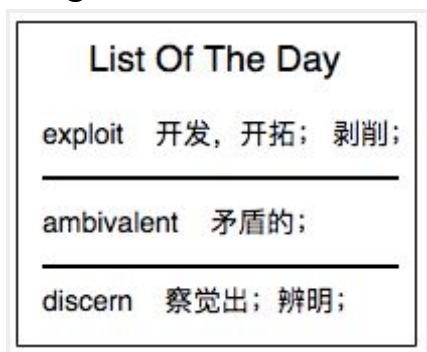 List Of The Day
exploit 开发，开拓；剥削；
ambivalent 矛盾的；
discern 察觉出；辨明；